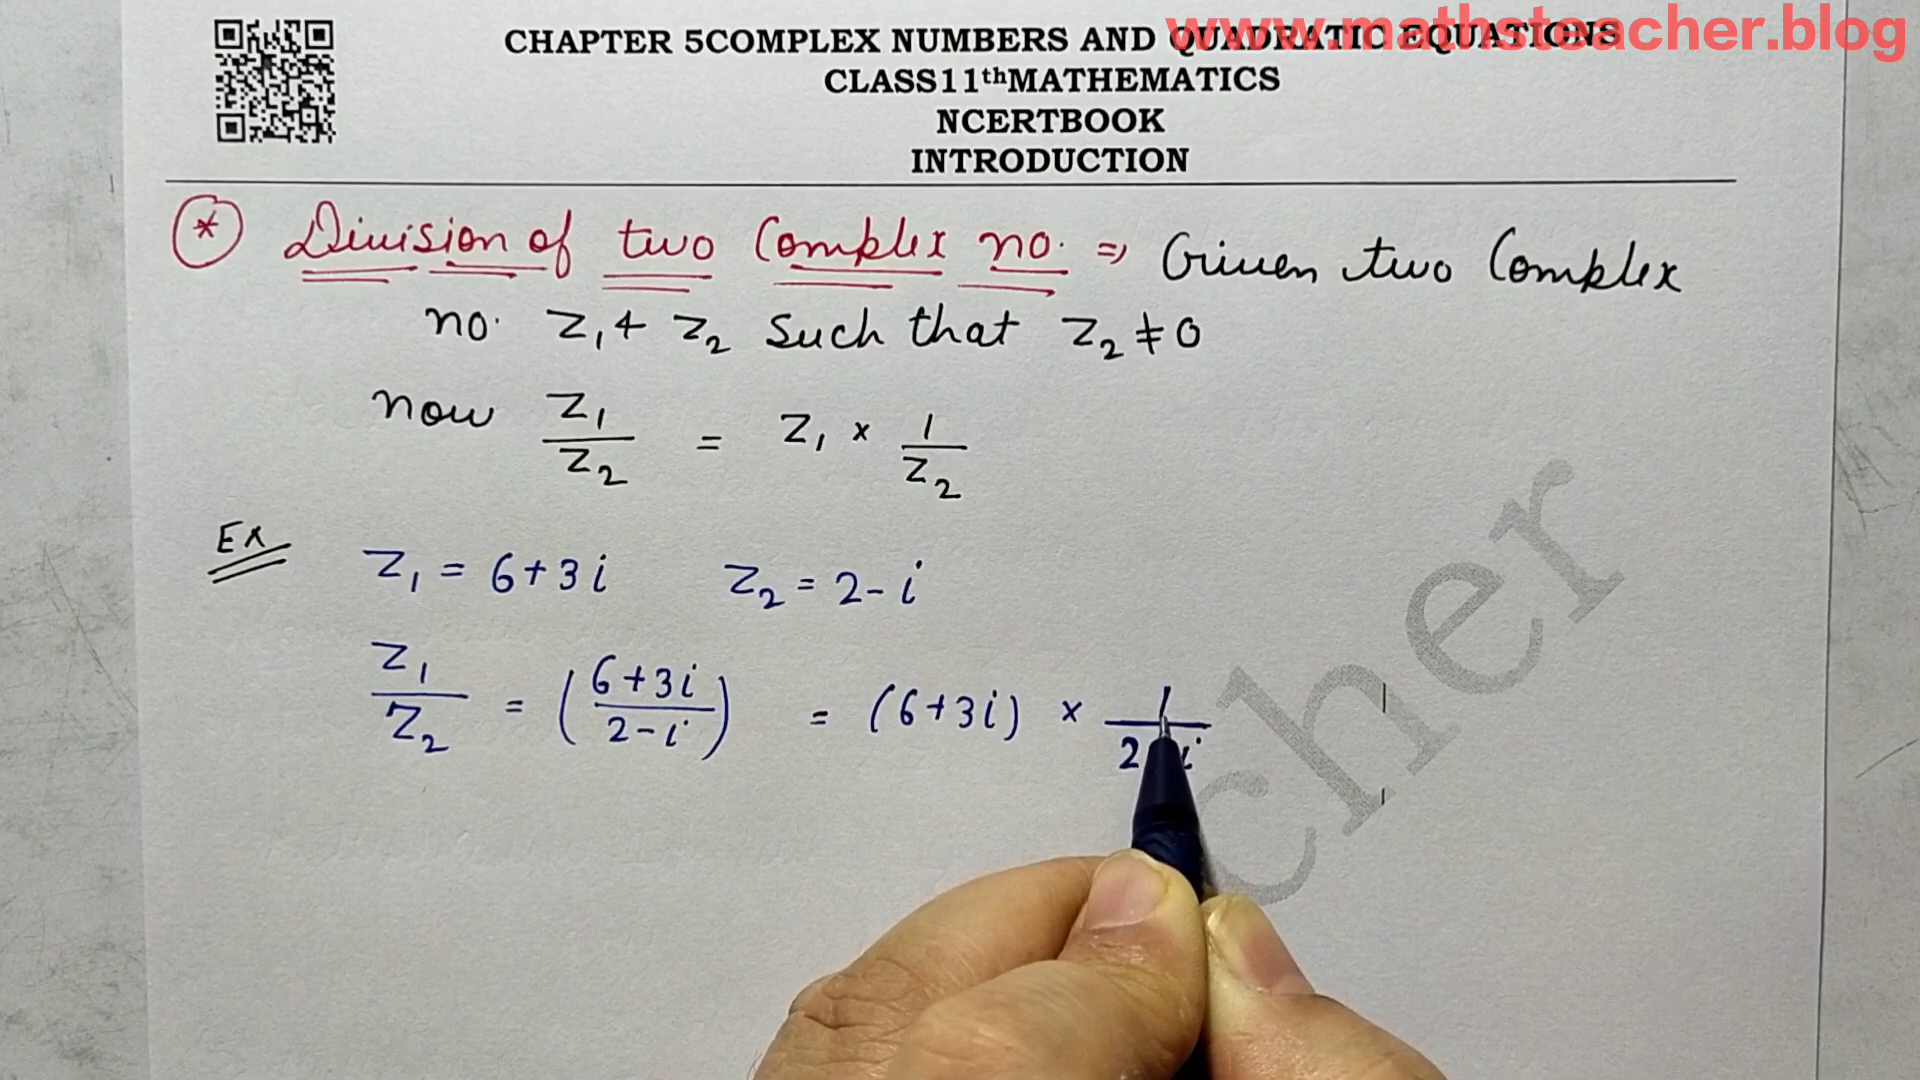 www.mathsteacher.blog
CHAPTER 5COMPLEX NUMBERS AND QUADRATIC EQUATIONS
CLASS11thMATHEMATICS
NCERTBOOK
INTRODUCTION
* Division of two Complex no. ⇒ Given two Complex
no. z₁ & z₂ such that z₂ ≠ 0
now z₁/z₂ = z₁ × 1/z₂
Ex z₁ = 6+3i z₂ = 2-i
z₁/z₂ = (6+3i/2-i) = (6+3i) × 1/2 i
cher